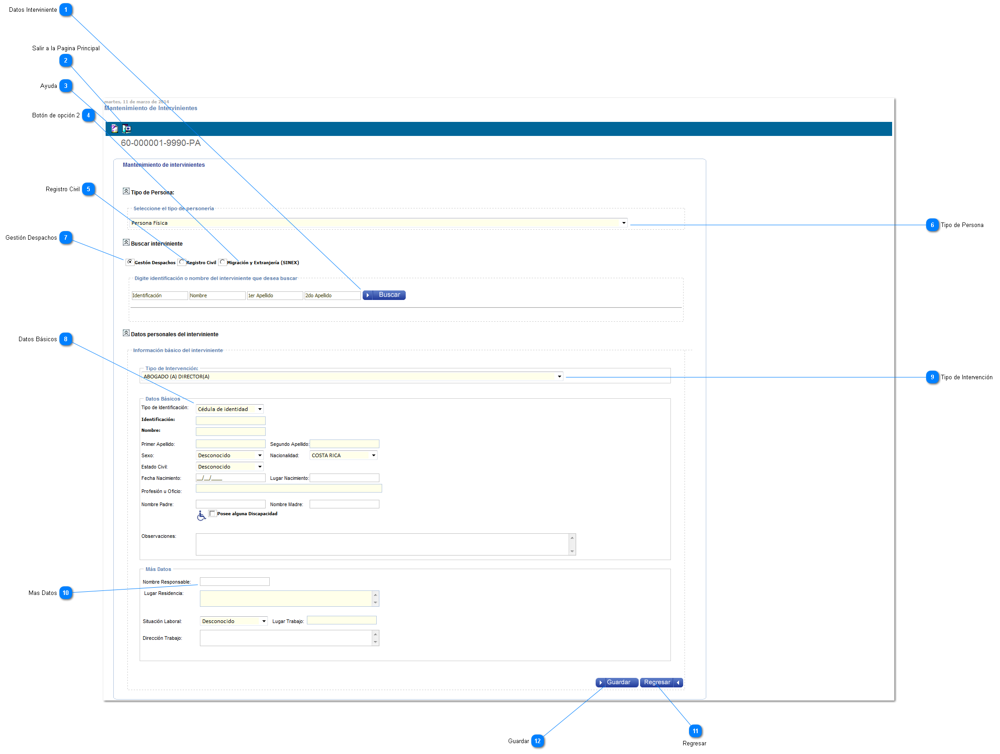 Datos Interviniente 1
Salir a la Pagina Principal
2
Ayuda 3
martes, 11 de marzo de 2014
Mantenimiento de Intervinientes
Botón de opción 2 4
60-000001-9990-PA
Mantenimiento de intervinientes
Registro Civil 5
Tipo de Persona:
Seleccione el tipo de personería
Persona Física
6 Tipo de Persona
Gestión Despachos 7
Buscar interviniente
Gestón Despachos Registro Civil Migración y Extranjería (SINEX)
Digite identificación o nombre del interviniente que desea buscar
Identificación Nombre 1er Apellido 2do Apellido Buscar
Datos personales del interviniente
Datos Básicos 8
Información básico del interviniente
Tipo de Intervención:
ABOGADO (A) DIRECTOR(A)
9 Tipo de Intervención
Datos Básicos
Tipo de Identificación: Cédula de identidad
Identificación:
Nombre:
Primer Apellido: Segundo Apellido:
Sexo: Desconocido Nacionalidad: COSTA RICA
Estado Civil: Desconocido
Fecha Nacimiento: __/__/____ Lugar Nacimiento:
Profesión u Oficio:
Nombre Padre: Nombre Madre:
Posee alguna Discapacidad
Observaciones:
Más Datos
Nombre Responsable:
Mas Datos 10
Lugar Residencia:
Situación Laboral: Desconocido Lugar Trabajo:
Dirección Trabajo:
Guardar Regresar
11
Guardar 12
Regresar